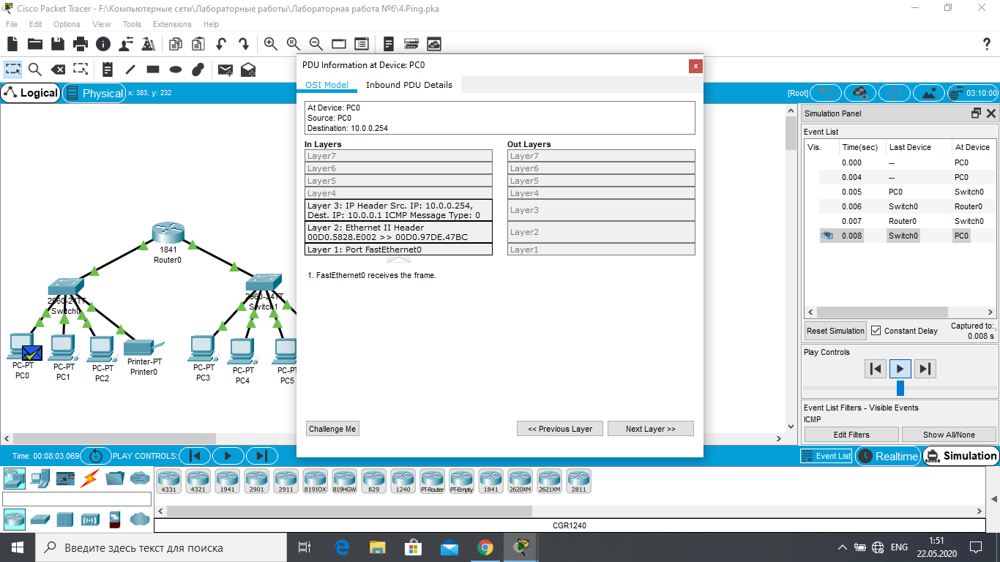 Cisco Packet Tracer - F:\Компьютерные сети\Лабораторные работы\Лабораторная работа №6\4.Ping.pka
File Edit Options View Tools Extensions Help
Logical Physical x: 383, y: 232
[Root] 03:10:00
PDU Information at Device: PC0
OSI Model Inbound PDU Details
At Device: PC0
Source: PC0
Destination: 10.0.0.254
In Layers Out Layers
Layer7 Layer7
Layer6 Layer6
Layer5 Layer5
Layer4 Layer4
Layer 3: IP Header Src. IP: 10.0.0.254,
Dest. IP: 10.0.0.1 ICMP Message Type: 0
Layer3
Layer 2: Ethernet II Header
00D0.5828.E002 >> 00D0.97DE.47BC
Layer2
Layer 1: Port FastEthernet0 Layer1
1. FastEthernet0 receives the frame.
Challenge Me << Previous Layer Next Layer >>
1841
Router0
2960-24TT
Switch0
2960-24TT
Switch1
PC-PT
PC0
PC-PT
PC1
PC-PT
PC2
Printer-PT
Printer0
PC-PT
PC3
PC-PT
PC4
PC-P
PC5
Simulation Panel
Event List
Vis. Time(sec) Last Device At Device
0.000 -- PC0
0.004 -- PC0
0.005 PC0 Switch0
0.006 Switch0 Router0
0.007 Router0 Switch0
0.008 Switch0 PC0
Reset Simulation Constant Delay Captured to:
0.008 s
Play Controls
Event List Filters - Visible Events
ICMP
Edit Filters Show All/None
Time: 00:08:03.069 PLAY CONTROLS: Event List Realtime Simulation
4331 4321 1941 2901 2911 819IOX 819HGW 829 1240 PT-Router PT-Empty 1841 2620XM 2621XM 2811
CGR1240
Введите здесь текст для поиска
ENG
1:51
22.05.2020